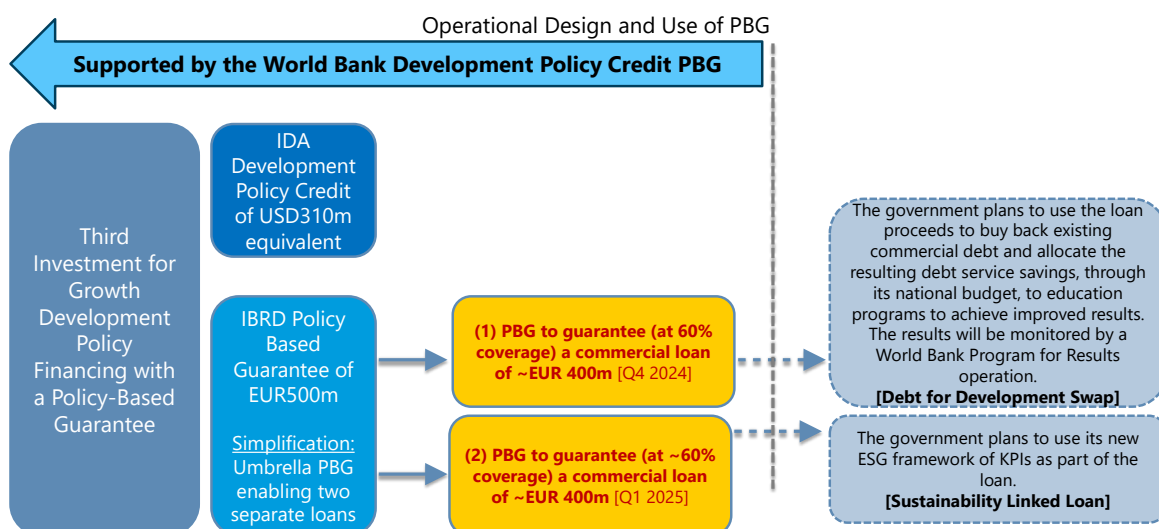 Operational Design and Use of PBG
Supported by the World Bank Development Policy Credit PBG
Third
Investment for
Growth
Development
Policy
Financing with
a Policy-Based
Guarantee
IDA
Development
Policy Credit
of USD310m
equivalent
IBRD Policy
Based
Guarantee of
EUR500m
Simplification:
Umbrella PBG
enabling two
separate loans
(1) PBG to guarantee (at 60%
coverage) a commercial loan
of ~EUR 400m [Q4 2024]
(2) PBG to guarantee (at ~60%
coverage) a commercial loan
of ~EUR 400m [Q1 2025]
The government plans to use the loan
proceeds to buy back existing
commercial debt and allocate the
resulting debt service savings, through
its national budget, to education
programs to achieve improved results.
The results will be monitored by a
World Bank Program for Results
operation.
[Debt for Development Swap]
The government plans to use its new
ESG framework of KPIs as part of the
loan.
[Sustainability Linked Loan]